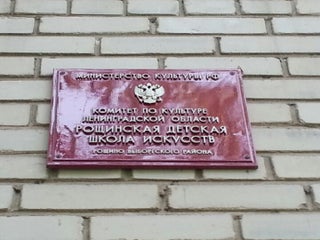 МИНИСТЕРСТВО КУЛЬТУРЫ РФ
КОМИТЕТ ПО КУЛЬТУРЕ
ЛЕНИНГРАДСКОЙ ОБЛАСТИ
РОЩИНСКАЯ ДЕТСКАЯ
ШКОЛА ИСКУССТВ
РОЩИНО ВЫБОРГСКОГО РАЙОНА